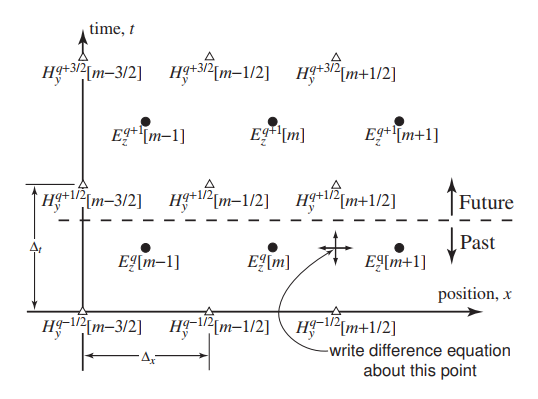 time, t
H_y^{q+3/2}[m−3/2] H_y^{q+3/2}[m−1/2] H_y^{q+3/2}[m+1/2]
E_z^{q+1}[m−1] E_z^{q+1}[m] E_z^{q+1}[m+1]
H_y^{q+1/2}[m−3/2] H_y^{q+1/2}[m−1/2] H_y^{q+1/2}[m+1/2]
Future
Past
Δ_t
E_z^q[m−1] E_z^q[m] E_z^q[m+1]
position, x
H_y^{q−1/2}[m−3/2] H_y^{q−1/2}[m−1/2] H_y^{q−1/2}[m+1/2]
write difference equation
about this point
Δ_x